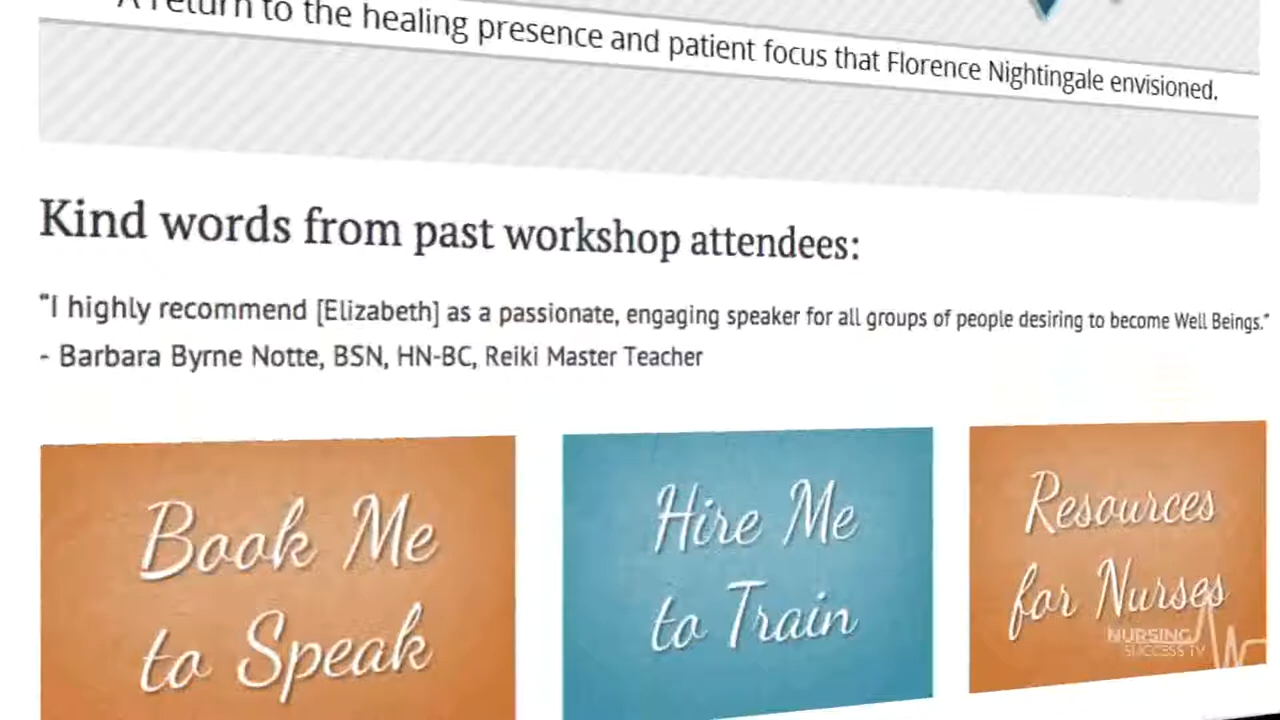 A return to the healing presence and patient focus that Florence Nightingale envisioned.
Kind words from past workshop attendees:
"I highly recommend [Elizabeth] as a passionate, engaging speaker for all groups of people desiring to become Well Beings."
- Barbara Byrne Notte, BSN, HN-BC, Reiki Master Teacher
Book Me
to Speak
Hire Me
to Train
Resources
for Nurses
NURSING
SUCCESS TV